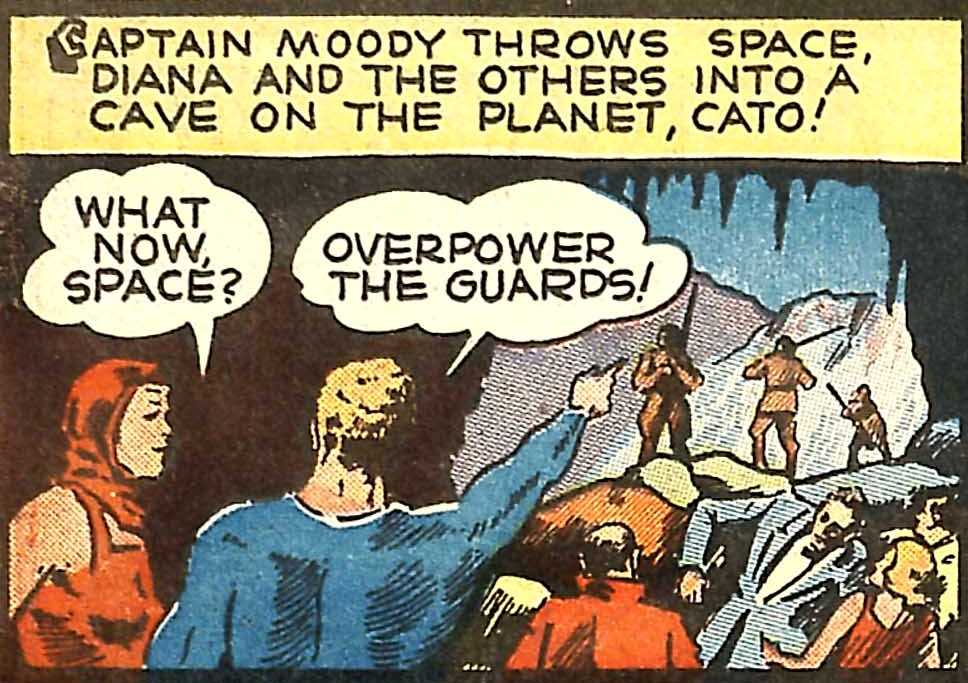 CAPTAIN MOODY THROWS SPACE,
DIANA AND THE OTHERS INTO A
CAVE ON THE PLANET, CATO!
WHAT
NOW,
SPACE?
OVERPOWER
THE GUARDS!